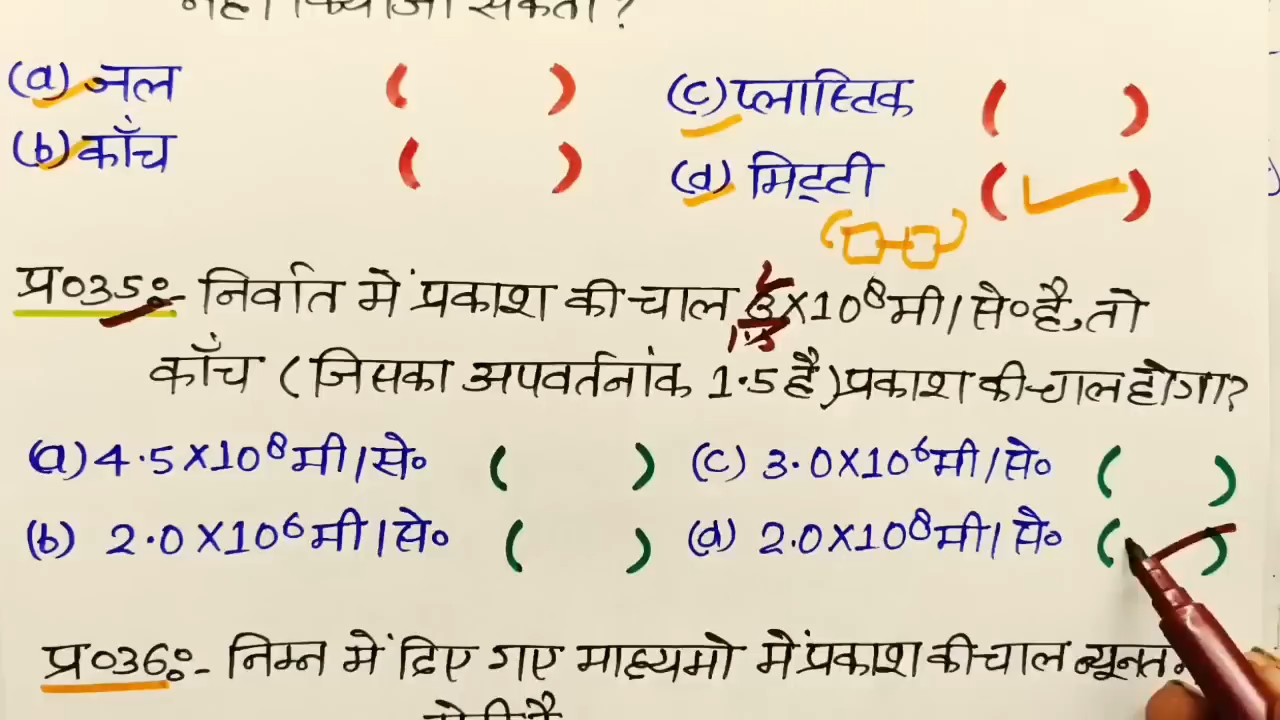 (a) जल ( ) (c) प्लास्टिक ( )
(b) काँच ( ) (d) मिट्टी ( ✓ )
प्र०35:- निर्वात में प्रकाश की चाल 3×10⁸ मी/से० है, तो
काँच (जिसका अपवर्तनांक 1.5 है) प्रकाश की चाल होगा?
(a) 4.5×10⁸ मी/से० ( ) (c) 3.0×10⁶ मी/से० ( )
(b) 2.0×10⁶ मी/से० ( ) (d) 2.0×10⁸ मी/से० ( )
प्र०36:- निम्न में दिए गए माध्यमो में प्रकाश की चाल